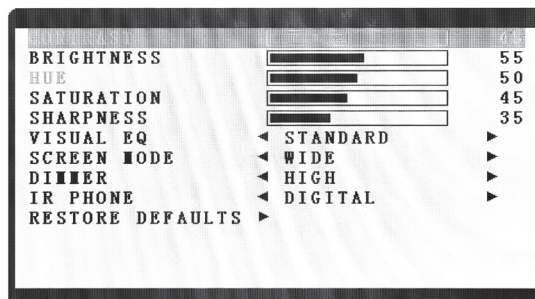 CONTRAST
BRIGHTNESS 55
HUE 50
SATURATION 45
SHARPNESS 35
VISUAL EQ ◄ STANDARD ►
SCREEN MODE ◄ WIDE ►
DIMMER ◄ HIGH ►
IR PHONE ◄ DIGITAL ►
RESTORE DEFAULTS ►